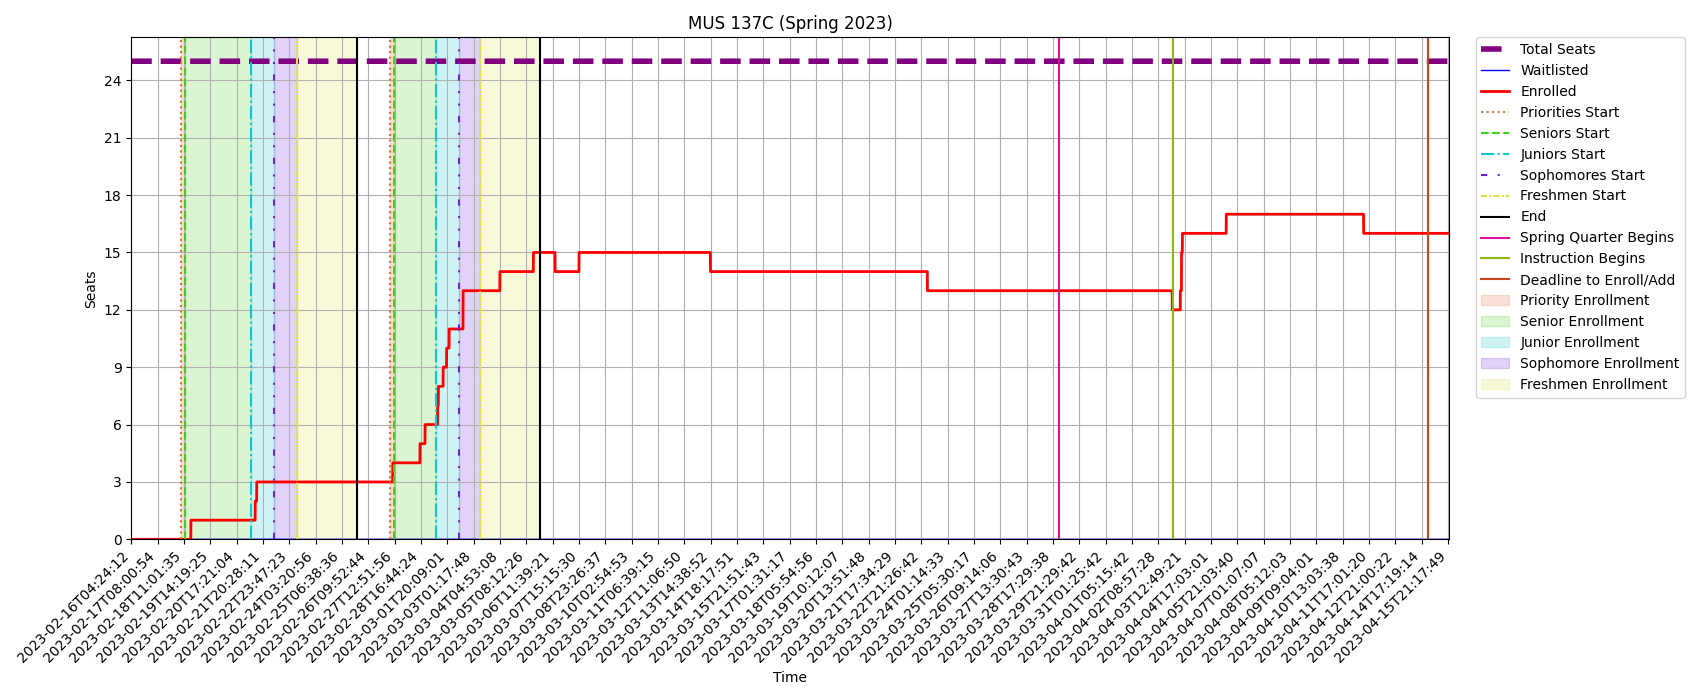 MUS 137C (Spring 2023)
Seats
24
21
18
15
12
9
6
3
0
2023-02-16T04:24:12
2023-02-17T08:00:54
2023-02-18T11:01:35
2023-02-19T14:19:25
2023-02-20T17:21:04
2023-02-21T20:28:11
2023-02-22T23:47:23
2023-02-24T03:20:56
2023-02-25T06:38:36
2023-02-26T09:52:44
2023-02-27T12:51:56
2023-02-28T16:44:24
2023-03-01T20:09:01
2023-03-03T01:17:48
2023-03-04T04:53:09
2023-03-05T08:12:26
2023-03-06T11:39:21
2023-03-07T15:15:30
2023-03-08T23:26:37
2023-03-10T02:54:53
2023-03-11T06:39:15
2023-03-12T11:06:50
2023-03-13T14:38:52
2023-03-14T18:17:51
2023-03-15T21:51:43
2023-03-17T01:31:17
2023-03-18T05:54:56
2023-03-19T10:12:07
2023-03-20T13:51:48
2023-03-21T17:34:29
2023-03-22T21:26:42
2023-03-24T01:14:33
2023-03-25T05:30:17
2023-03-26T09:14:06
2023-03-27T13:30:43
2023-03-28T17:29:38
2023-03-29T21:29:42
2023-03-31T01:25:42
2023-04-01T05:15:42
2023-04-02T08:57:28
2023-04-03T12:49:21
2023-04-04T17:03:01
2023-04-05T21:03:40
2023-04-07T01:07:07
2023-04-08T05:12:03
2023-04-09T09:04:01
2023-04-10T13:03:38
2023-04-11T17:01:20
2023-04-12T21:00:22
2023-04-14T17:19:14
2023-04-15T21:17:49
Time
Total Seats
Waitlisted
Enrolled
Priorities Start
Seniors Start
Juniors Start
Sophomores Start
Freshmen Start
End
Spring Quarter Begins
Instruction Begins
Deadline to Enroll/Add
Priority Enrollment
Senior Enrollment
Junior Enrollment
Sophomore Enrollment
Freshmen Enrollment